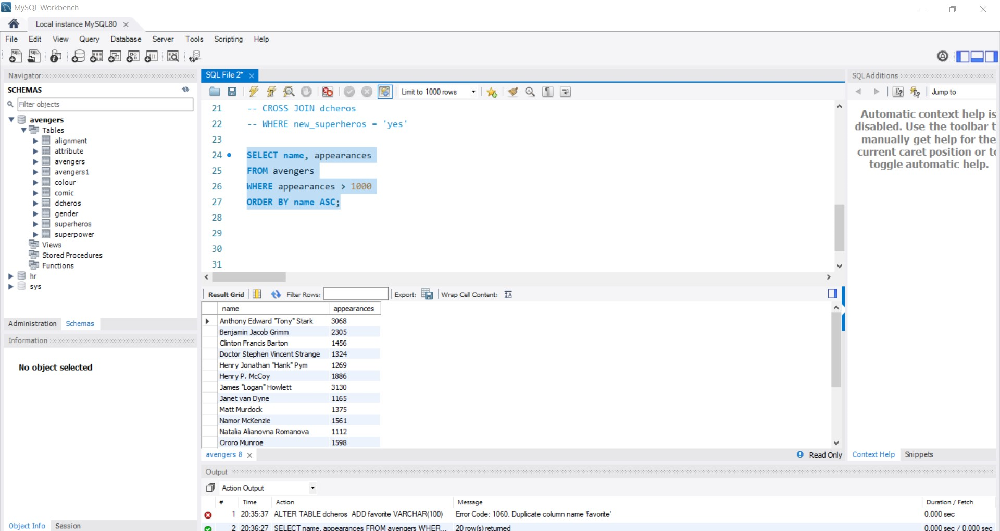 MySQL Workbench
Local instance MySQL80
File Edit View Query Database Server Tools Scripting Help
Navigator
SCHEMAS
Filter objects
avengers
Tables
alignment
attribute
avengers
avengers1
colour
comic
dcheros
gender
superheros
superpower
Views
Stored Procedures
Functions
hr
sys
Administration Schemas
Information
No object selected
Object Info Session
SQL File 2*
Limit to 1000 rows
21 -- CROSS JOIN dcheros
22 -- WHERE new_superheros = 'yes'
23
24 SELECT name, appearances
25 FROM avengers
26 WHERE appearances > 1000
27 ORDER BY name ASC;
28
29
30
31
Result Grid Filter Rows: Export: Wrap Cell Content:
name appearances
Anthony Edward "Tony" Stark 3068
Benjamin Jacob Grimm 2305
Clinton Francis Barton 1456
Doctor Stephen Vincent Strange 1324
Henry Jonathan "Hank" Pym 1269
Henry P. McCoy 1886
James "Logan" Howlett 3130
Janet van Dyne 1165
Matt Murdock 1375
Namor McKenzie 1561
Natalia Alianovna Romanova 1112
Ororo Munroe 1598
avengers 8 Read Only
SQLAdditions
Jump to
Automatic context help is
disabled. Use the toolbar t
manually get help for the
current caret position or to
toggle automatic help.
Context Help Snippets
Output
Action Output
# Time Action Message Duration / Fetch
1 20:35:37 ALTER TABLE dcheros ADD favorite VARCHAR(100) Error Code: 1060. Duplicate column name 'favorite' 0.000 sec
2 20:36:27 SELECT name, appearances FROM avengers WHER... 20 row(s) returned 0.000 sec / 0.000 sec